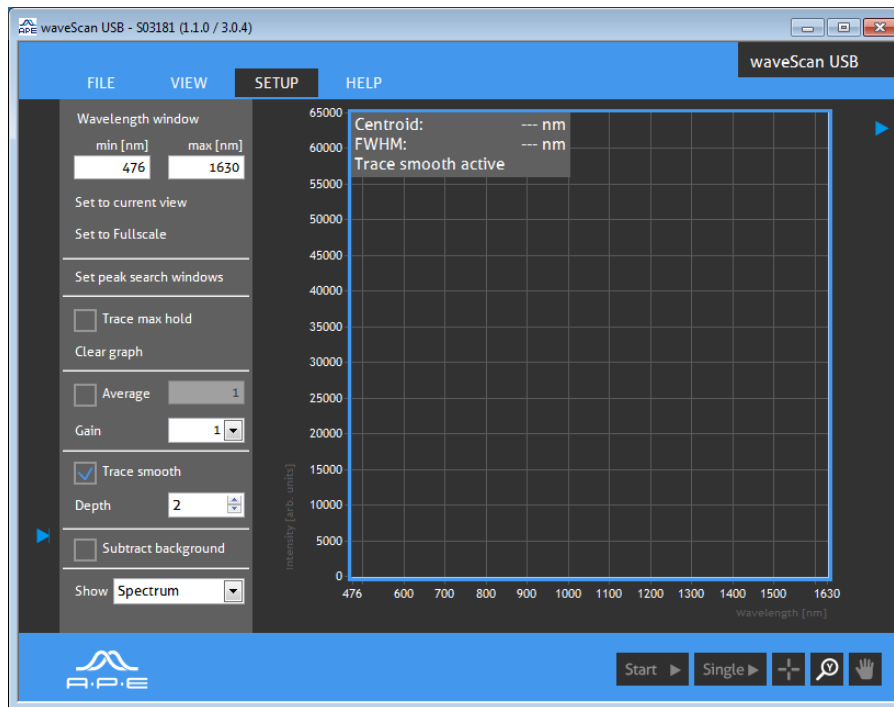 APE waveScan USB - S03181 (1.1.0 / 3.0.4)
waveScan USB
FILE VIEW SETUP HELP
Wavelength window
min [nm] max [nm]
476 1630
Set to current view
Set to Fullscale
Set peak search windows
Trace max hold
Clear graph
Average 1
Gain 1
Trace smooth
Depth 2
Subtract background
Show Spectrum
Centroid: --- nm
FWHM: --- nm
Trace smooth active
65000
60000
55000
50000
45000
40000
35000
30000
25000
20000
15000
10000
5000
0
Intensity [arb. units]
476 600 700 800 900 1000 1100 1200 1300 1400 1500 1630
Wavelength [nm]
A·P·E
Start Single Y